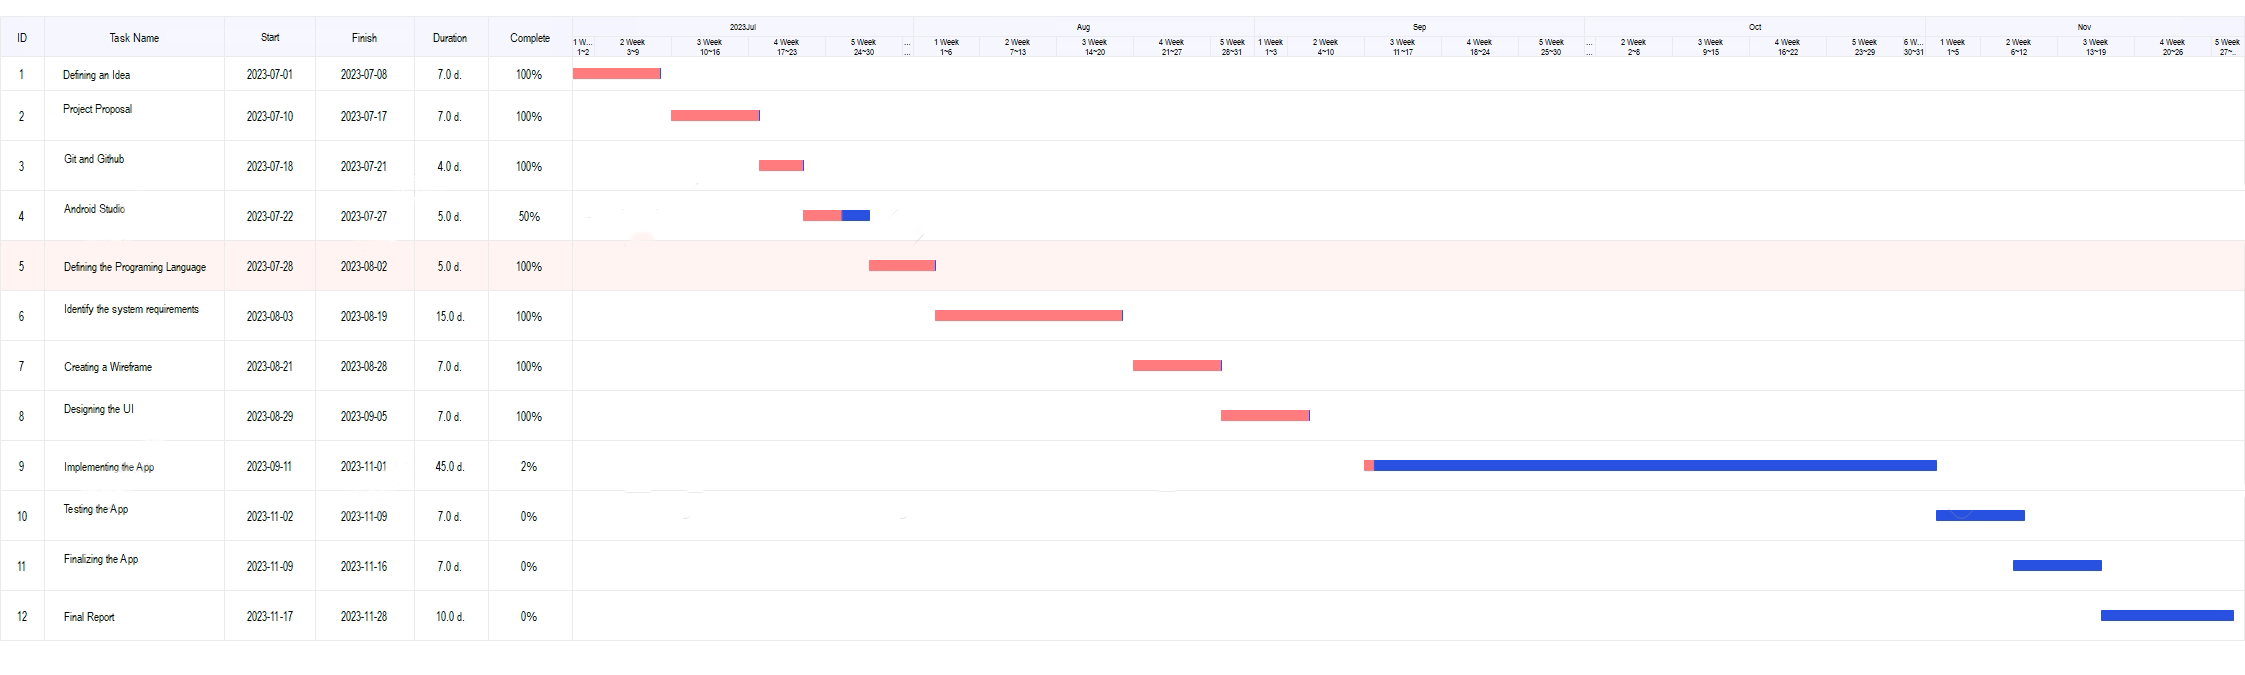 ID Task Name Start Finish Duration Complete 2023Jul Aug Sep Oct Nov
1 W... 2 Week 3 Week 4 Week 5 Week ... 1 Week 2 Week 3 Week 4 Week 5 Week 1 Week 2 Week 3 Week 4 Week 5 Week ... 2 Week 3 Week 4 Week 5 Week 6 W... 1 Week 2 Week 3 Week 4 Week 5 Week
1~2 3~9 10~16 17~23 24~30 ... 1~6 7~13 14~20 21~27 28~31 1~3 4~10 11~17 18~24 25~30 ... 2~8 9~15 16~22 23~29 30~31 1~5 6~12 13~19 20~26 27~...
1 Defining an Idea 2023-07-01 2023-07-08 7.0 d. 100%
2 Project Proposal 2023-07-10 2023-07-17 7.0 d. 100%
3 Git and Github 2023-07-18 2023-07-21 4.0 d. 100%
4 Android Studio 2023-07-22 2023-07-27 5.0 d. 50%
5 Defining the Programing Language 2023-07-28 2023-08-02 5.0 d. 100%
6 Identify the system requirements 2023-08-03 2023-08-19 15.0 d. 100%
7 Creating a Wireframe 2023-08-21 2023-08-28 7.0 d. 100%
8 Designing the UI 2023-08-29 2023-09-05 7.0 d. 100%
9 Implementing the App 2023-09-11 2023-11-01 45.0 d. 2%
10 Testing the App 2023-11-02 2023-11-09 7.0 d. 0%
11 Finalizing the App 2023-11-09 2023-11-16 7.0 d. 0%
12 Final Report 2023-11-17 2023-11-28 10.0 d. 0%